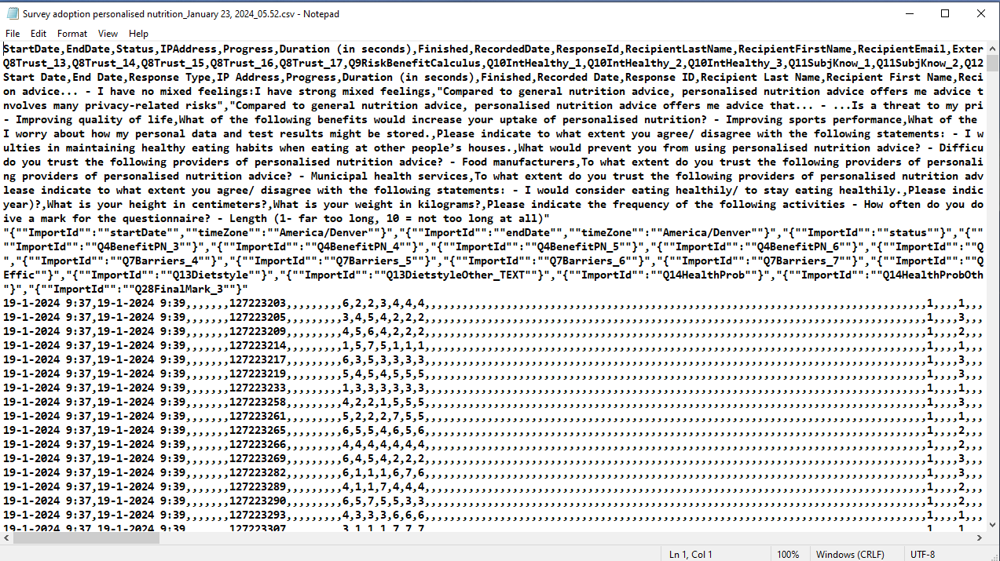 Survey adoption personalised nutrition_January 23, 2024_05.52.csv - Notepad
File Edit Format View Help
StartDate,EndDate,Status,IPAddress,Progress,Duration (in seconds),Finished,RecordedDate,ResponseId,RecipientLastName,RecipientFirstName,RecipientEmail,Exter
Q8Trust_13,Q8Trust_14,Q8Trust_15,Q8Trust_16,Q8Trust_17,Q9RiskBenefitCalculus,Q10IntHealthy_1,Q10IntHealthy_2,Q10IntHealthy_3,Q11SubjKnow_1,Q11SubjKnow_2,Q12
Start Date,End Date,Response Type,IP Address,Progress,Duration (in seconds),Finished,Recorded Date,Response ID,Recipient Last Name,Recipient First Name,Reci
on advice... - I have no mixed feelings:I have strong mixed feelings,"Compared to general nutrition advice, personalised nutrition advice offers me advice t
nvolves many privacy-related risks","Compared to general nutrition advice, personalised nutrition advice offers me advice that... - ...Is a threat to my pri
- Improving quality of life,What of the following benefits would increase your uptake of personalised nutrition? - Improving sports performance,What of the
I worry about how my personal data and test results might be stored.,Please indicate to what extent you agree/ disagree with the following statements: - I w
ulties in maintaining healthy eating habits when eating at other people’s houses.,What would prevent you from using personalised nutrition advice? - Difficu
do you trust the following providers of personalised nutrition advice? - Food manufacturers,To what extent do you trust the following providers of personali
ng providers of personalised nutrition advice? - Municipal health services,To what extent do you trust the following providers of personalised nutrition adv
lease indicate to what extent you agree/ disagree with the following statements: - I would consider eating healthily/ to stay eating healthily.,Please indic
year)?,What is your height in centimeters?,What is your weight in kilograms?,Please indicate the frequency of the following activities - How often do you do
ive a mark for the questionnaire? - Length (1- far too long, 10 = not too long at all)"
"{""ImportId"":""startDate"",""timeZone"":""America/Denver""}","{""ImportId"":""endDate"",""timeZone"":""America/Denver""}","{""ImportId"":""status""}","{""
""ImportId"":""Q4BenefitPN_3""}","{""ImportId"":""Q4BenefitPN_4""}","{""ImportId"":""Q4BenefitPN_5""}","{""ImportId"":""Q4BenefitPN_6""}","{""ImportId"":""Q
","{""ImportId"":""Q7Barriers_4""}","{""ImportId"":""Q7Barriers_5""}","{""ImportId"":""Q7Barriers_6""}","{""ImportId"":""Q7Barriers_7""}","{""ImportId"":""Q
Effic""}","{""ImportId"":""Q13Dietstyle""}","{""ImportId"":""Q13DietstyleOther_TEXT""}","{""ImportId"":""Q14HealthProb""}","{""ImportId"":""Q14HealthProbOth
"}","{""ImportId"":""Q28FinalMark_3""}"
19-1-2024 9:37,19-1-2024 9:39,,,,,,,127223203,,,,,,,,,6,2,2,3,4,4,4,,,,,,,,,,,,,,,,,,,,,,,,,,,,,,,,,,,,,,,,,,,,,,,,,,,,,,,,,,,,,,,,,,,,,,,,,,,,,,,,1,,,,,1,,,
19-1-2024 9:37,19-1-2024 9:39,,,,,,,127223205,,,,,,,,,3,4,5,4,2,2,2,,,,,,,,,,,,,,,,,,,,,,,,,,,,,,,,,,,,,,,,,,,,,,,,,,,,,,,,,,,,,,,,,,,,,,,,,,,,,,,,1,,,,,3,,,
19-1-2024 9:37,19-1-2024 9:39,,,,,,,127223209,,,,,,,,,4,5,6,4,2,2,2,,,,,,,,,,,,,,,,,,,,,,,,,,,,,,,,,,,,,,,,,,,,,,,,,,,,,,,,,,,,,,,,,,,,,,,,,,,,,,,,1,,,,,2,,,
19-1-2024 9:37,19-1-2024 9:39,,,,,,,127223214,,,,,,,,,1,5,7,5,1,1,1,,,,,,,,,,,,,,,,,,,,,,,,,,,,,,,,,,,,,,,,,,,,,,,,,,,,,,,,,,,,,,,,,,,,,,,,,,,,,,,,1,,,,,1,,,
19-1-2024 9:37,19-1-2024 9:39,,,,,,,127223217,,,,,,,,,6,3,5,3,3,3,3,,,,,,,,,,,,,,,,,,,,,,,,,,,,,,,,,,,,,,,,,,,,,,,,,,,,,,,,,,,,,,,,,,,,,,,,,,,,,,,,1,,,,,3,,,
19-1-2024 9:37,19-1-2024 9:39,,,,,,,127223219,,,,,,,,,5,4,5,4,5,5,5,,,,,,,,,,,,,,,,,,,,,,,,,,,,,,,,,,,,,,,,,,,,,,,,,,,,,,,,,,,,,,,,,,,,,,,,,,,,,,,,1,,,,,3,,,
19-1-2024 9:37,19-1-2024 9:39,,,,,,,127223233,,,,,,,,,1,3,3,3,3,3,3,,,,,,,,,,,,,,,,,,,,,,,,,,,,,,,,,,,,,,,,,,,,,,,,,,,,,,,,,,,,,,,,,,,,,,,,,,,,,,,,1,,,,,1,,,
19-1-2024 9:37,19-1-2024 9:39,,,,,,,127223258,,,,,,,,,4,2,2,1,5,5,5,,,,,,,,,,,,,,,,,,,,,,,,,,,,,,,,,,,,,,,,,,,,,,,,,,,,,,,,,,,,,,,,,,,,,,,,,,,,,,,,1,,,,,3,,,
19-1-2024 9:37,19-1-2024 9:39,,,,,,,127223261,,,,,,,,,5,2,2,2,7,5,5,,,,,,,,,,,,,,,,,,,,,,,,,,,,,,,,,,,,,,,,,,,,,,,,,,,,,,,,,,,,,,,,,,,,,,,,,,,,,,,,1,,,,,1,,,
19-1-2024 9:37,19-1-2024 9:39,,,,,,,127223265,,,,,,,,,6,5,5,4,6,5,6,,,,,,,,,,,,,,,,,,,,,,,,,,,,,,,,,,,,,,,,,,,,,,,,,,,,,,,,,,,,,,,,,,,,,,,,,,,,,,,,1,,,,,2,,,
19-1-2024 9:37,19-1-2024 9:39,,,,,,,127223266,,,,,,,,,4,4,4,4,4,4,4,,,,,,,,,,,,,,,,,,,,,,,,,,,,,,,,,,,,,,,,,,,,,,,,,,,,,,,,,,,,,,,,,,,,,,,,,,,,,,,,1,,,,,2,,,
19-1-2024 9:37,19-1-2024 9:39,,,,,,,127223269,,,,,,,,,6,4,5,4,2,2,2,,,,,,,,,,,,,,,,,,,,,,,,,,,,,,,,,,,,,,,,,,,,,,,,,,,,,,,,,,,,,,,,,,,,,,,,,,,,,,,,1,,,,,3,,,
19-1-2024 9:37,19-1-2024 9:39,,,,,,,127223282,,,,,,,,,6,1,1,1,6,7,6,,,,,,,,,,,,,,,,,,,,,,,,,,,,,,,,,,,,,,,,,,,,,,,,,,,,,,,,,,,,,,,,,,,,,,,,,,,,,,,,1,,,,,3,,,
19-1-2024 9:37,19-1-2024 9:39,,,,,,,127223289,,,,,,,,,4,1,1,7,4,4,4,,,,,,,,,,,,,,,,,,,,,,,,,,,,,,,,,,,,,,,,,,,,,,,,,,,,,,,,,,,,,,,,,,,,,,,,,,,,,,,,1,,,,,2,,,
19-1-2024 9:37,19-1-2024 9:39,,,,,,,127223290,,,,,,,,,6,5,7,5,5,3,3,,,,,,,,,,,,,,,,,,,,,,,,,,,,,,,,,,,,,,,,,,,,,,,,,,,,,,,,,,,,,,,,,,,,,,,,,,,,,,,,1,,,,,2,,,
19-1-2024 9:37,19-1-2024 9:39,,,,,,,127223293,,,,,,,,,4,3,3,3,6,6,6,,,,,,,,,,,,,,,,,,,,,,,,,,,,,,,,,,,,,,,,,,,,,,,,,,,,,,,,,,,,,,,,,,,,,,,,,,,,,,,,1,,,,,1,,,
19-1-2024 9:37 19-1-2024 9:39 127223307 3 1 1 1 7 7 7 1 1
Ln 1, Col 1 100% Windows (CRLF) UTF-8